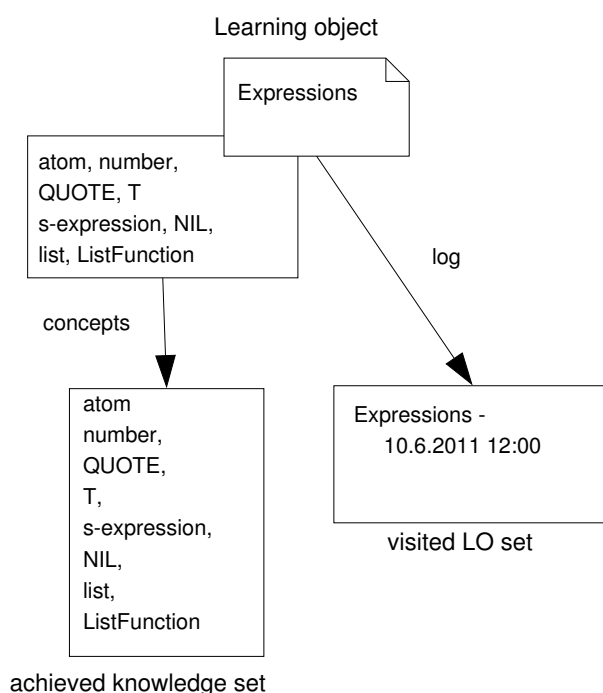 Learning object
Expressions
atom, number,
QUOTE, T
s-expression, NIL,
list, ListFunction
log
concepts
atom
number,
QUOTE,
T,
s-expression,
NIL,
list,
ListFunction
Expressions -
10.6.2011 12:00
visited LO set
achieved knowledge set